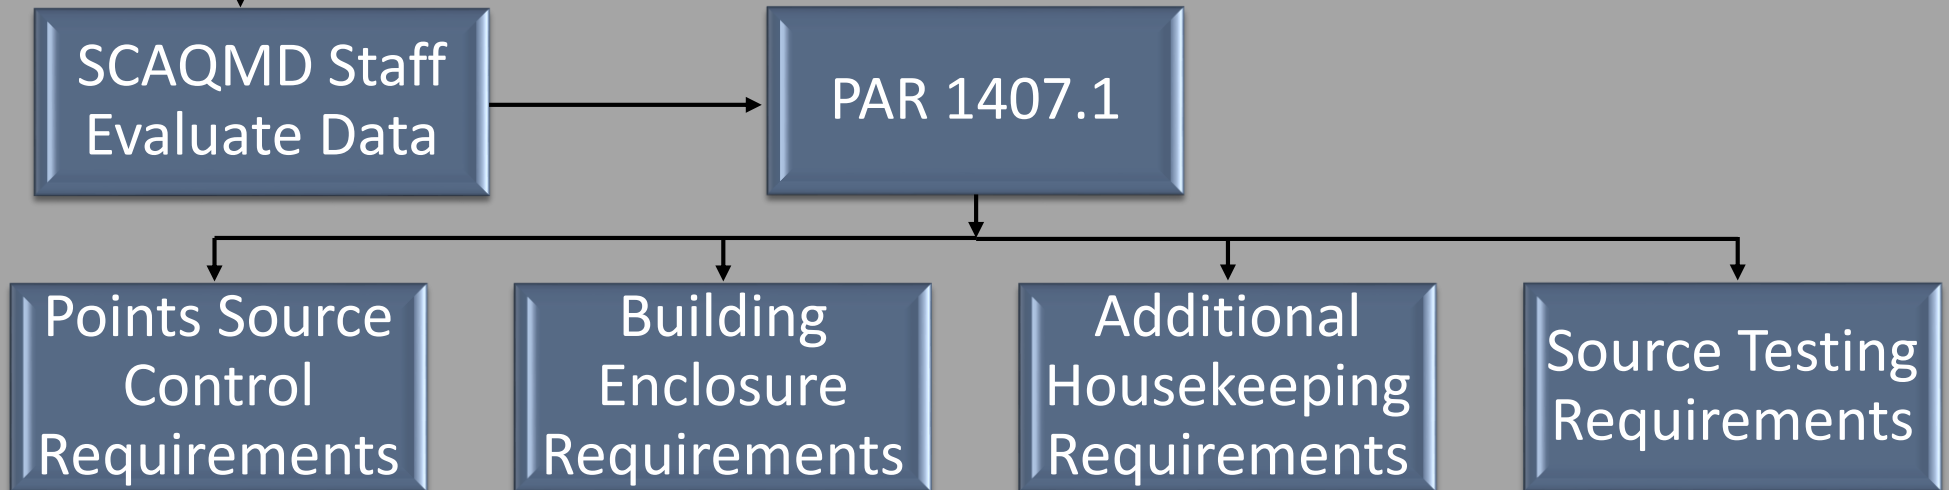 SCAQMD Staff
Evaluate Data
PAR 1407.1
Points Source
Control
Requirements
Building
Enclosure
Requirements
Additional
Housekeeping
Requirements
Source Testing
Requirements